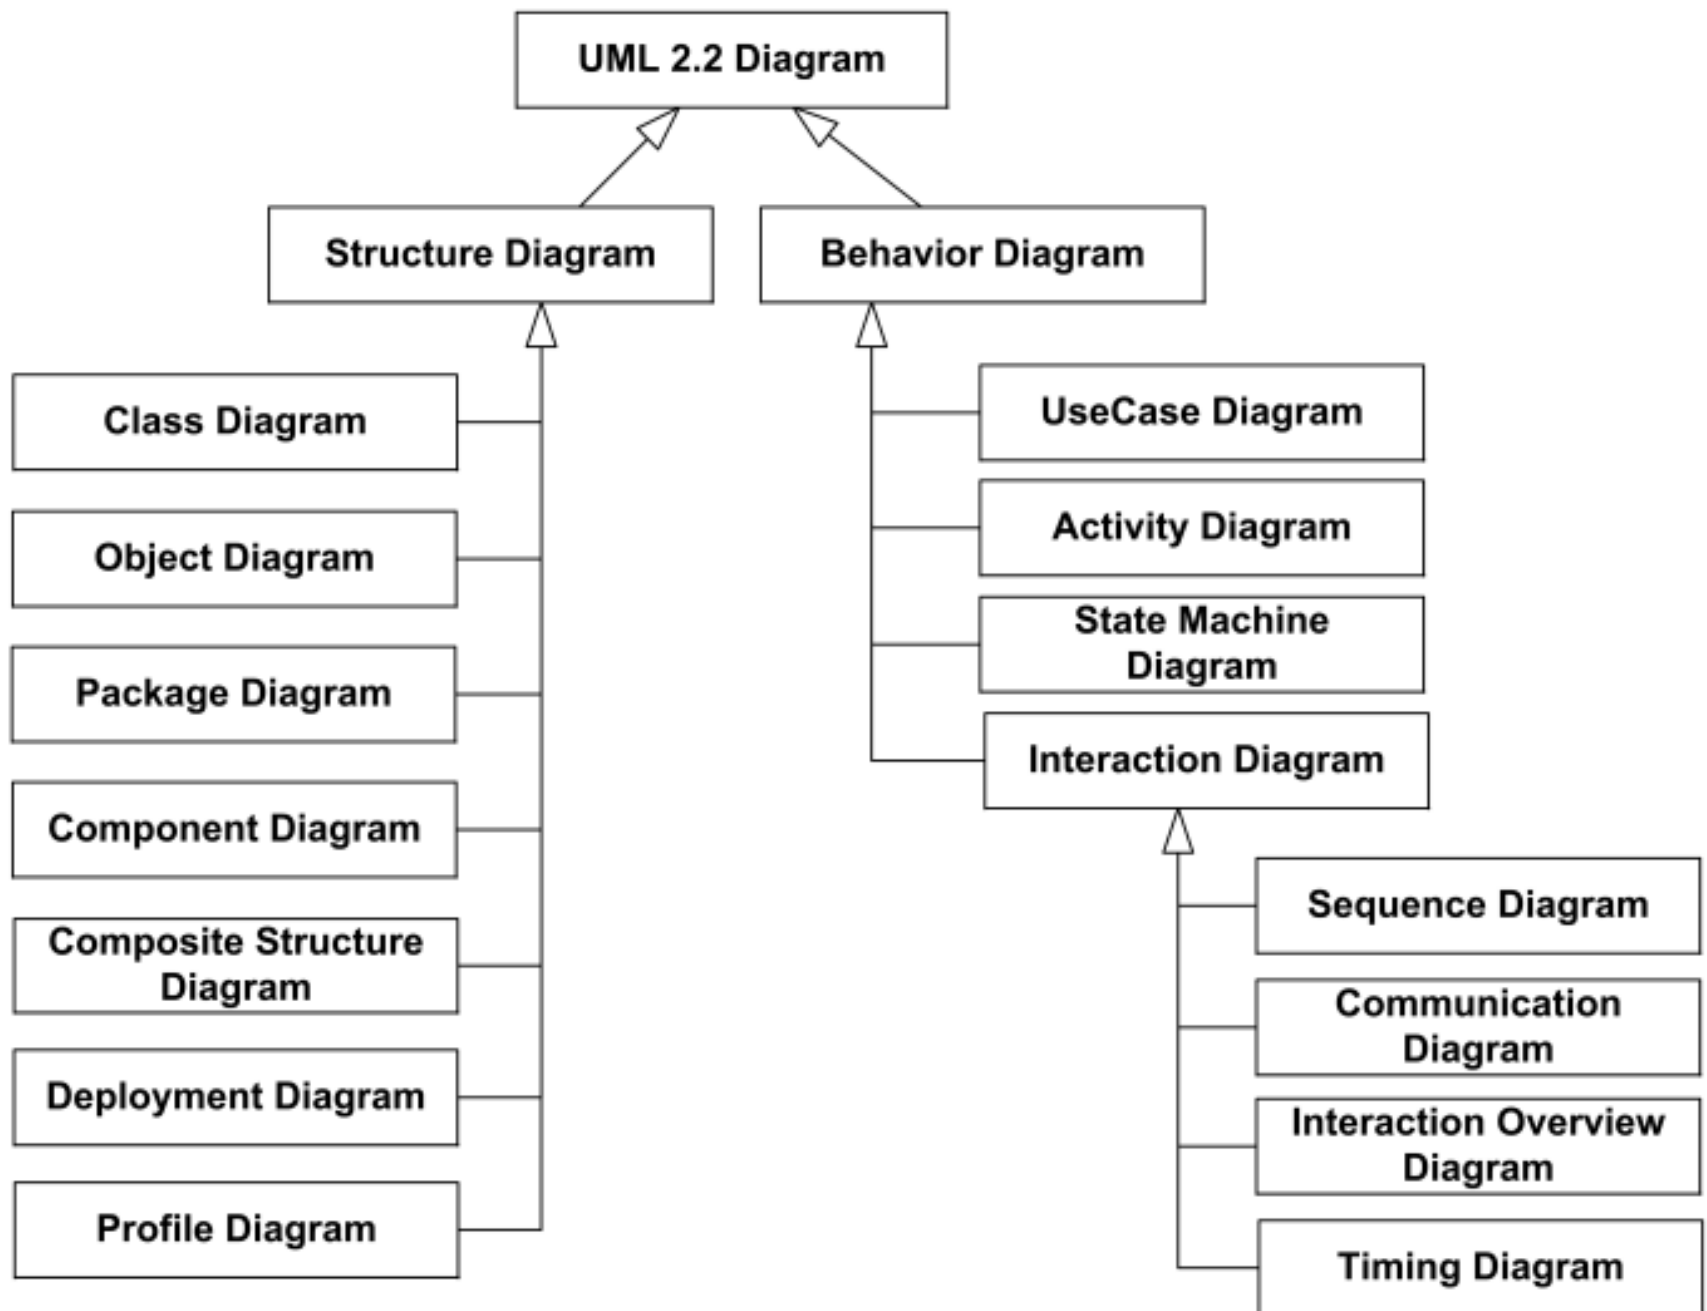 UML 2.2 Diagram
Structure Diagram
Behavior Diagram
Class Diagram
Object Diagram
Package Diagram
Component Diagram
Composite Structure
Diagram
Deployment Diagram
Profile Diagram
UseCase Diagram
Activity Diagram
State Machine
Diagram
Interaction Diagram
Sequence Diagram
Communication
Diagram
Interaction Overview
Diagram
Timing Diagram